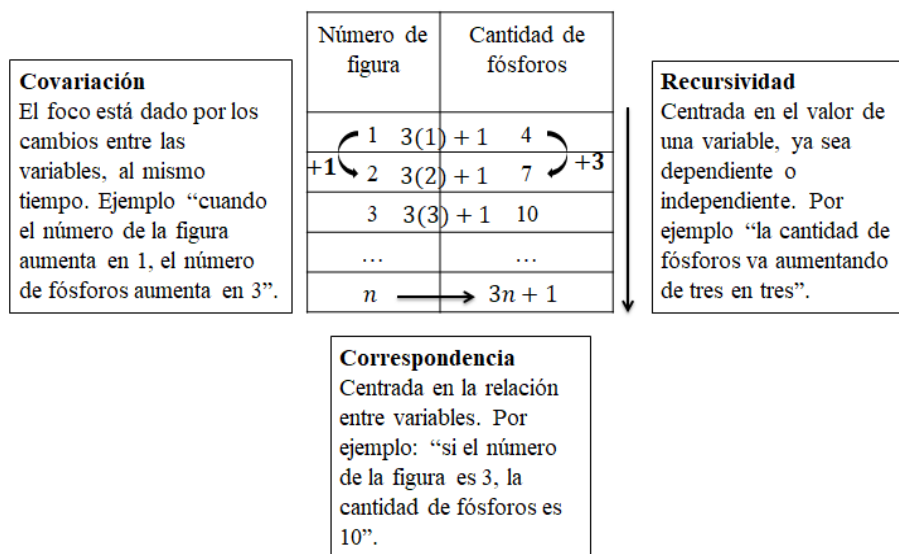 Número de figura
Cantidad de fósforos
Covariación
El foco está dado por los
cambios entre las
variables, al mismo
tiempo. Ejemplo “cuando
el número de la figura
aumenta en 1, el número
de fósforos aumenta en 3”.
1 3(1) + 1 4
+1 +3
2 3(2) + 1 7
3 3(3) + 1 10
… …
n 3n + 1
Recursividad
Centrada en el valor de
una variable, ya sea
dependiente o
independiente. Por
ejemplo “la cantidad de
fósforos va aumentando
de tres en tres”.
Correspondencia
Centrada en la relación
entre variables. Por
ejemplo: “si el número
de la figura es 3, la
cantidad de fósforos es
10”.